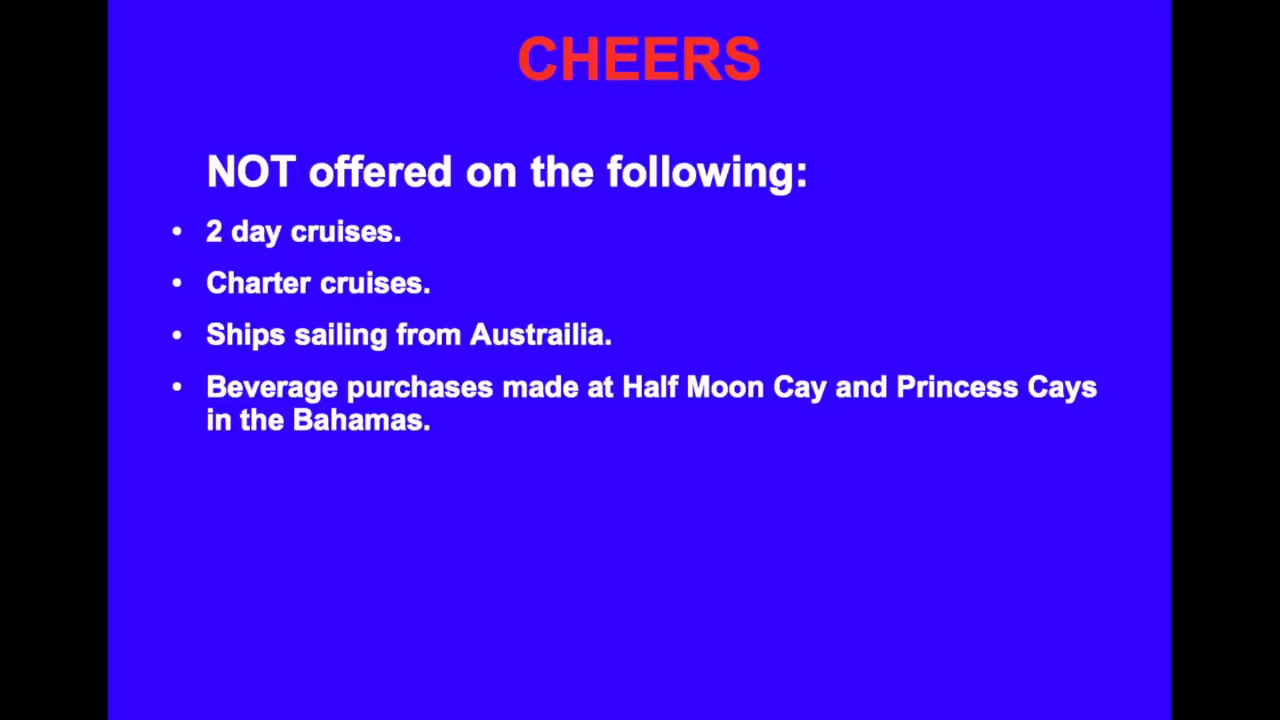 CHEERS
NOT offered on the following:
• 2 day cruises.
• Charter cruises.
• Ships sailing from Austrailia.
• Beverage purchases made at Half Moon Cay and Princess Cays
in the Bahamas.